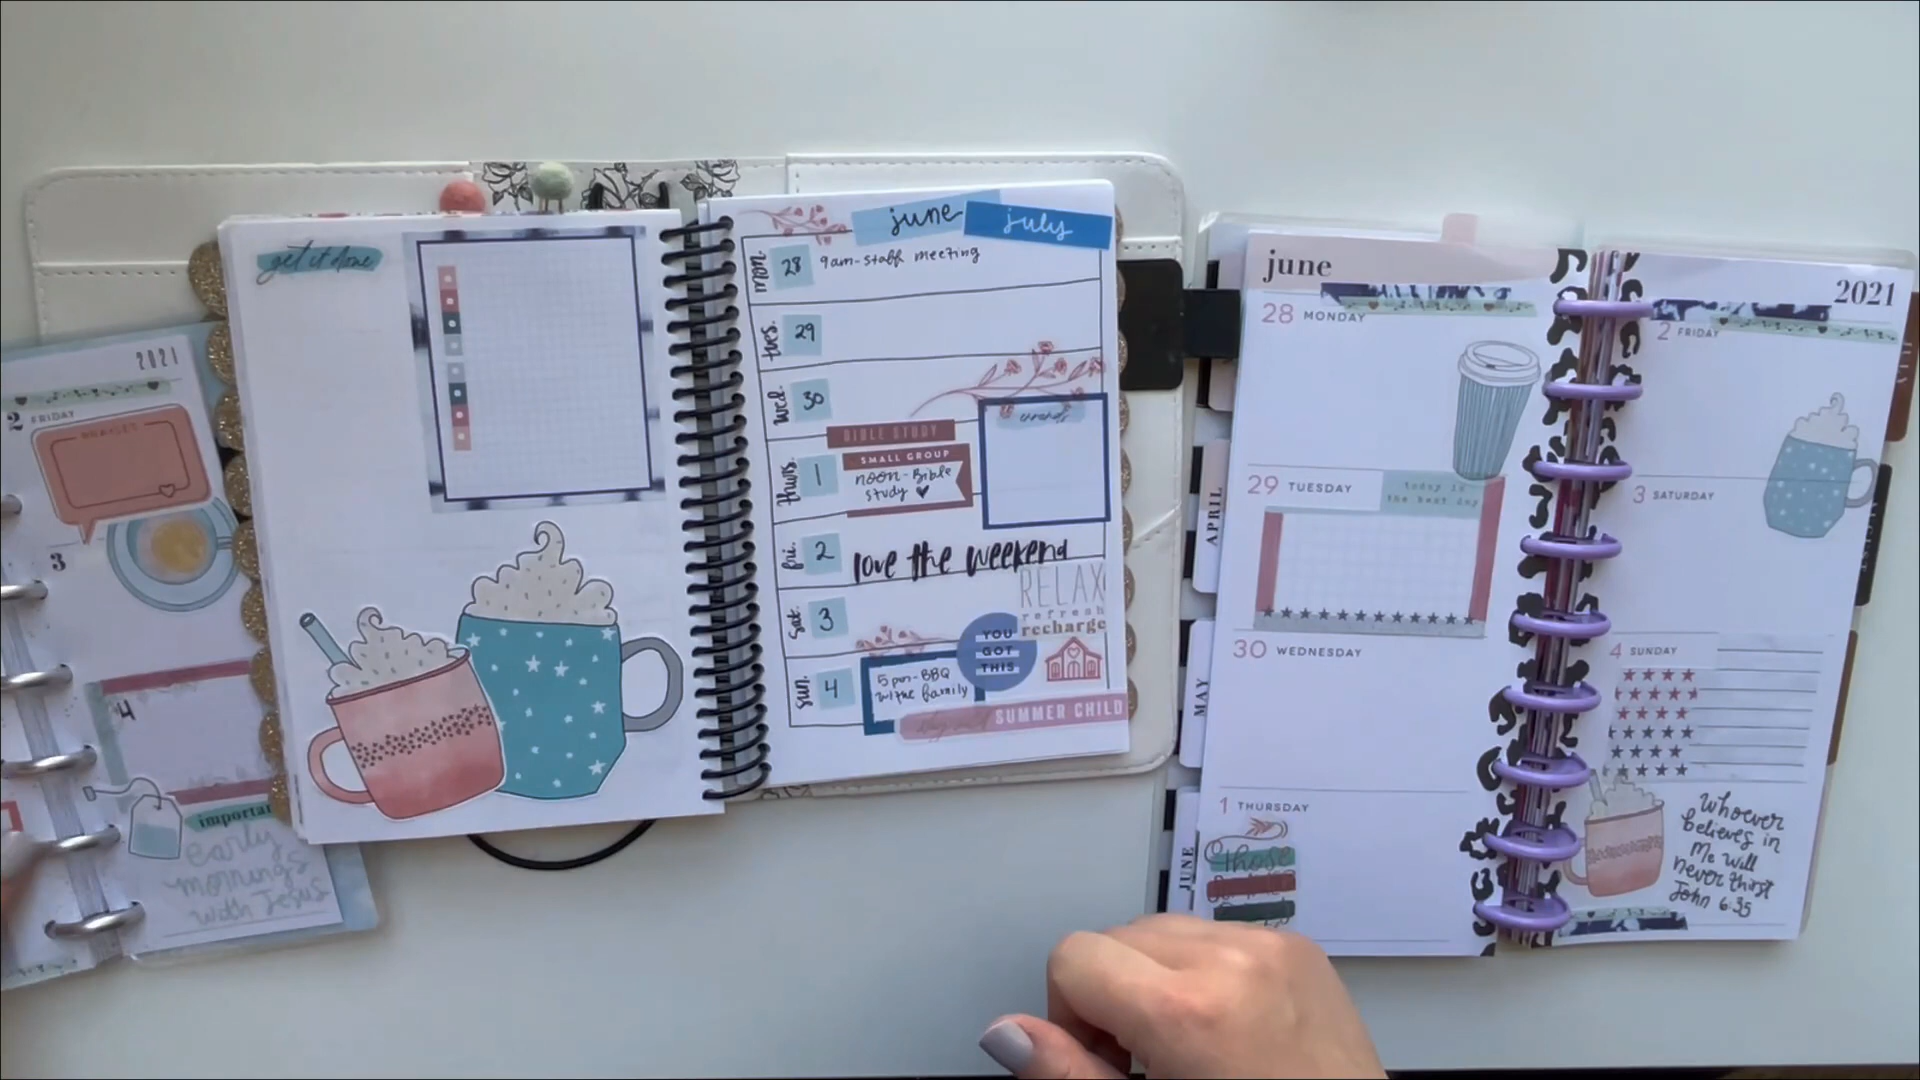 2021
2 FRIDAY
3
4
important
early
mornings
with Jesus
get it done
june
july
mon. 28 9am-staff meeting
tues. 29
wed. 30
errands
BIBLE STUDY
SMALL GROUP
thurs. 1 noon-Bible
study
fri. 2 love the weekend
RELAX
refresh
recharge
sat. 3
YOU
GOT
THIS
sun. 4 5pm-BBQ
w/the family
SUMMER CHILD
APRIL
MAY
JUNE
june
28 MONDAY
29 TUESDAY
today is
the best day
30 WEDNESDAY
1 THURSDAY
those
2021
2 FRIDAY
3 SATURDAY
4 SUNDAY
Whoever
believes in
Me will
never thirst
John 6:35